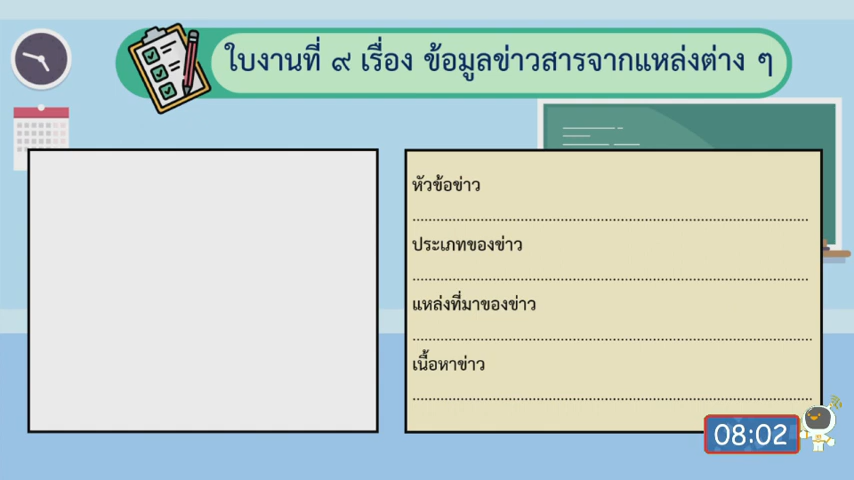 ใบงานที่ ๙ เรื่อง ข้อมูลข่าวสารจากแหล่งต่าง ๆ
หัวข้อข่าว
ประเภทของข่าว
แหล่งที่มาของข่าว
เนื้อหาข่าว
08:02